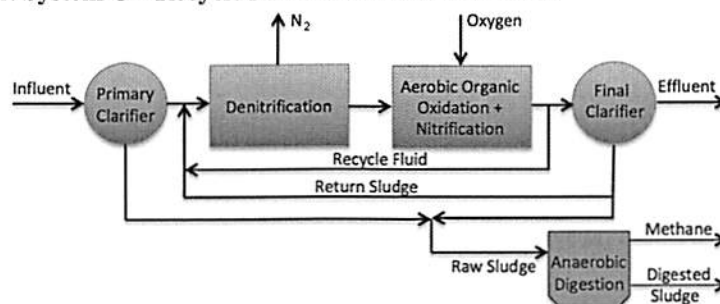 N2
Oxygen
Influent
Primary
Clarifier
Denitrification
Aerobic Organic
Oxidation +
Nitrification
Final
Clarifier
Effluent
Recycle Fluid
Return Sludge
Raw Sludge
Anaerobic
Digestion
Methane
Digested
Sludge